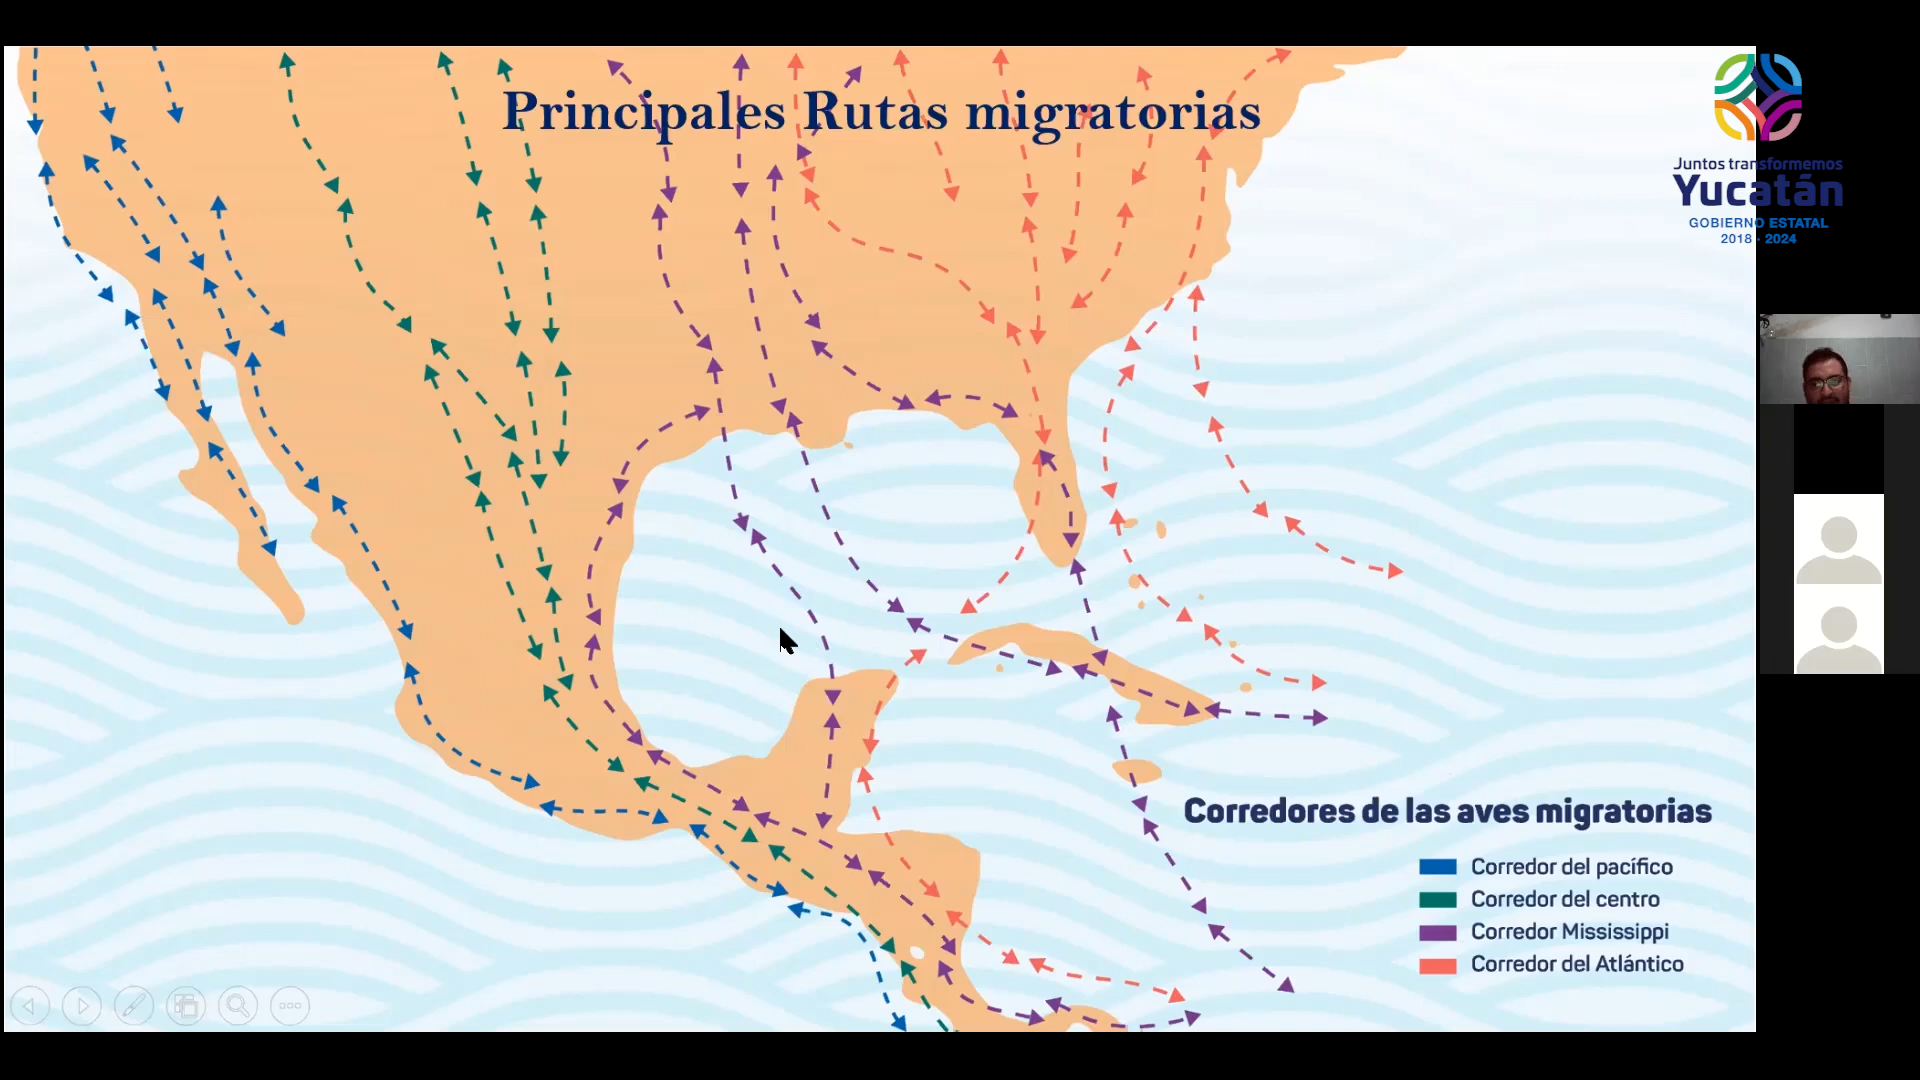 Principales Rutas migratorias
Juntos transformemos
Yucatán
GOBIERNO ESTATAL
2018 - 2024
Corredores de las aves migratorias
Corredor del pacífico
Corredor del centro
Corredor Mississippi
Corredor del Atlántico